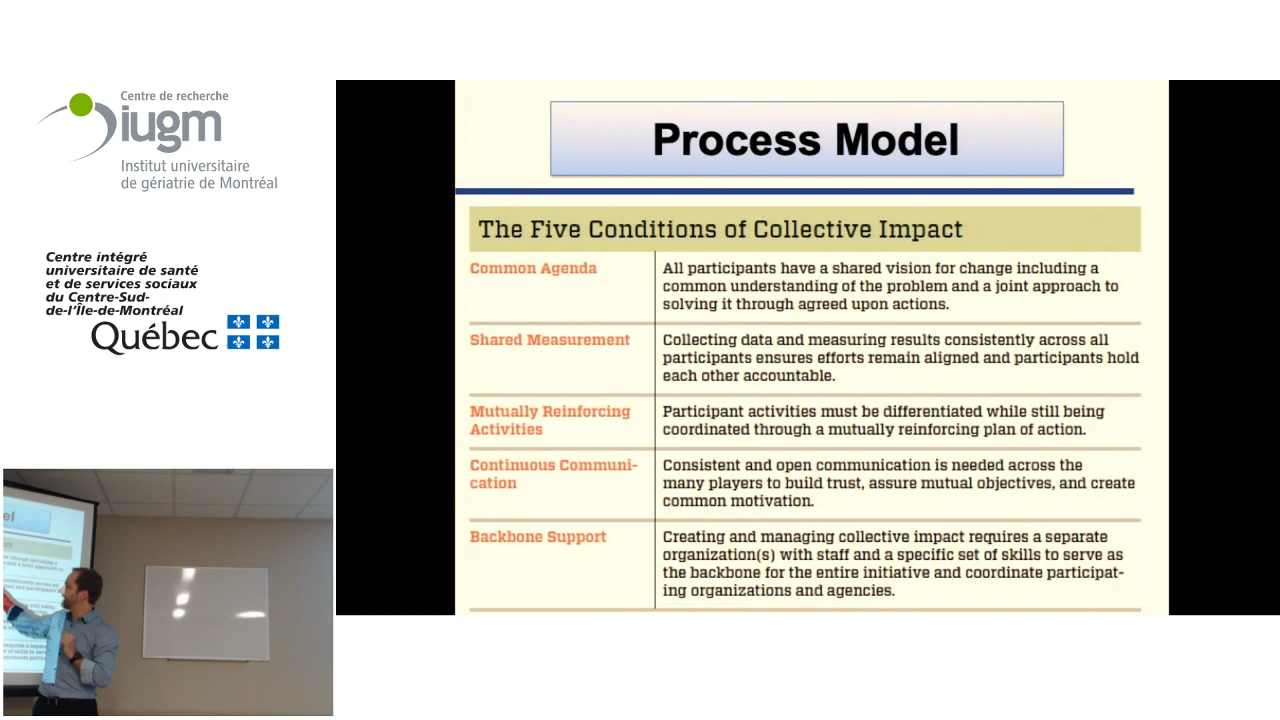 Centre de recherche
iugm
Institut universitaire
de gériatrie de Montréal
Centre intégré
universitaire de santé
et de services sociaux
du Centre-Sud-
de-l'Île-de-Montréal
Québec
Process Model
The Five Conditions of Collective Impact
Common Agenda
All participants have a shared vision for change including a
common understanding of the problem and a joint approach to
solving it through agreed upon actions.
Shared Measurement
Collecting data and measuring results consistently across all
participants ensures efforts remain aligned and participants hold
each other accountable.
Mutually Reinforcing
Activities
Participant activities must be differentiated while still being
coordinated through a mutually reinforcing plan of action.
Continuous Communi-
cation
Consistent and open communication is needed across the
many players to build trust, assure mutual objectives, and create
common motivation.
Backbone Support
Creating and managing collective impact requires a separate
organization(s) with staff and a specific set of skills to serve as
the backbone for the entire initiative and coordinate participat-
ing organizations and agencies.